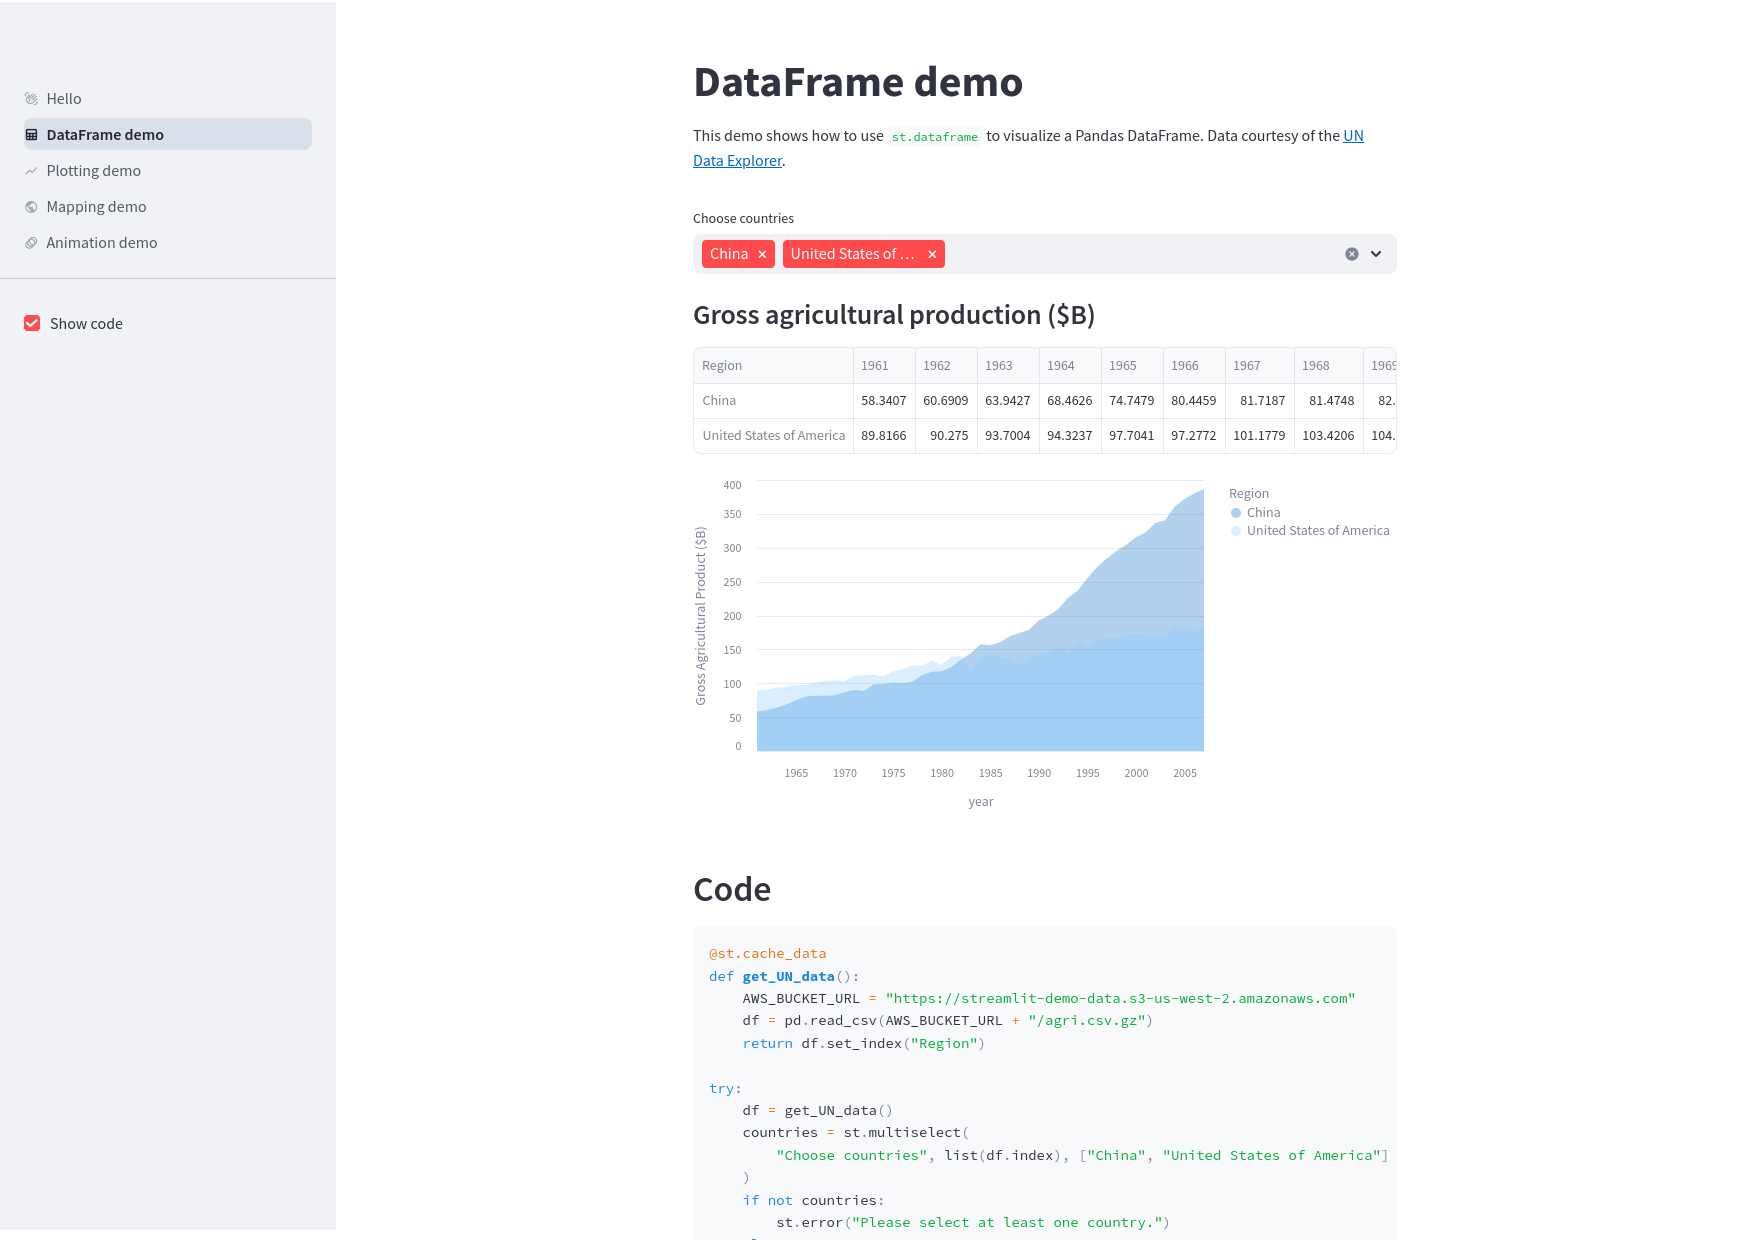 Hello
DataFrame demo
Plotting demo
Mapping demo
Animation demo
Show code
DataFrame demo
This demo shows how to use st.dataframe to visualize a Pandas DataFrame. Data courtesy of the UN
Data Explorer.
Choose countries
China United States of …
Gross agricultural production ($B)
Region 1961 1962 1963 1964 1965 1966 1967 1968 1969
China 58.3407 60.6909 63.9427 68.4626 74.7479 80.4459 81.7187 81.4748 82.
United States of America 89.8166 90.275 93.7004 94.3237 97.7041 97.2772 101.1779 103.4206 104.
Gross Agricultural Product ($B)
400
350
300
250
200
150
100
50
0
1965 1970 1975 1980 1985 1990 1995 2000 2005
year
Region
China
United States of America
Code
@st.cache_data
def get_UN_data():
    AWS_BUCKET_URL = "https://streamlit-demo-data.s3-us-west-2.amazonaws.com"
    df = pd.read_csv(AWS_BUCKET_URL + "/agri.csv.gz")
    return df.set_index("Region")
try:
    df = get_UN_data()
    countries = st.multiselect(
        "Choose countries", list(df.index), ["China", "United States of America"]
    )
    if not countries:
        st.error("Please select at least one country.")